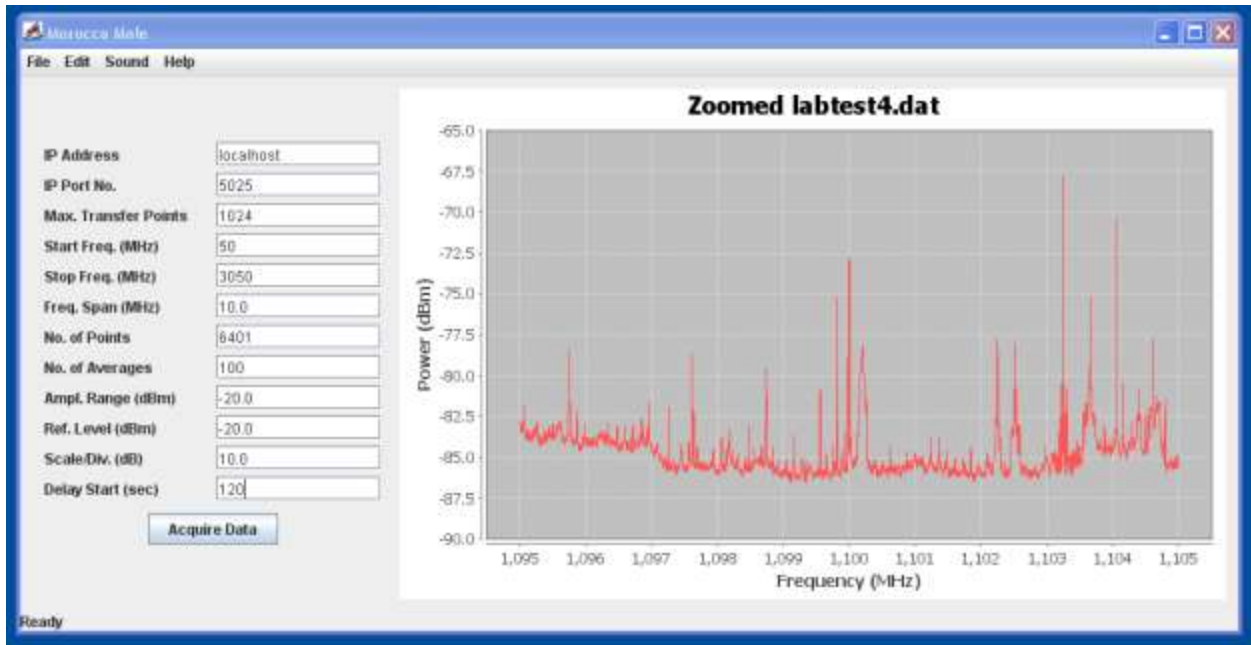 Morocco Mole
File Edit Sound Help
IP Address localhost
IP Port No. 5025
Max. Transfer Points 1024
Start Freq. (MHz) 50
Stop Freq. (MHz) 3050
Freq. Span (MHz) 10.0
No. of Points 6401
No. of Averages 100
Ampl. Range (dBm) -20.0
Ref. Level (dBm) -20.0
Scale/Div. (dB) 10.0
Delay Start (sec) 120
Acquire Data
Zoomed labtest4.dat
Power (dBm)
-65.0
-67.5
-70.0
-72.5
-75.0
-77.5
-80.0
-82.5
-85.0
-87.5
-90.0
1,095 1,096 1,097 1,098 1,099 1,100 1,101 1,102 1,103 1,104 1,105
Frequency (MHz)
Ready